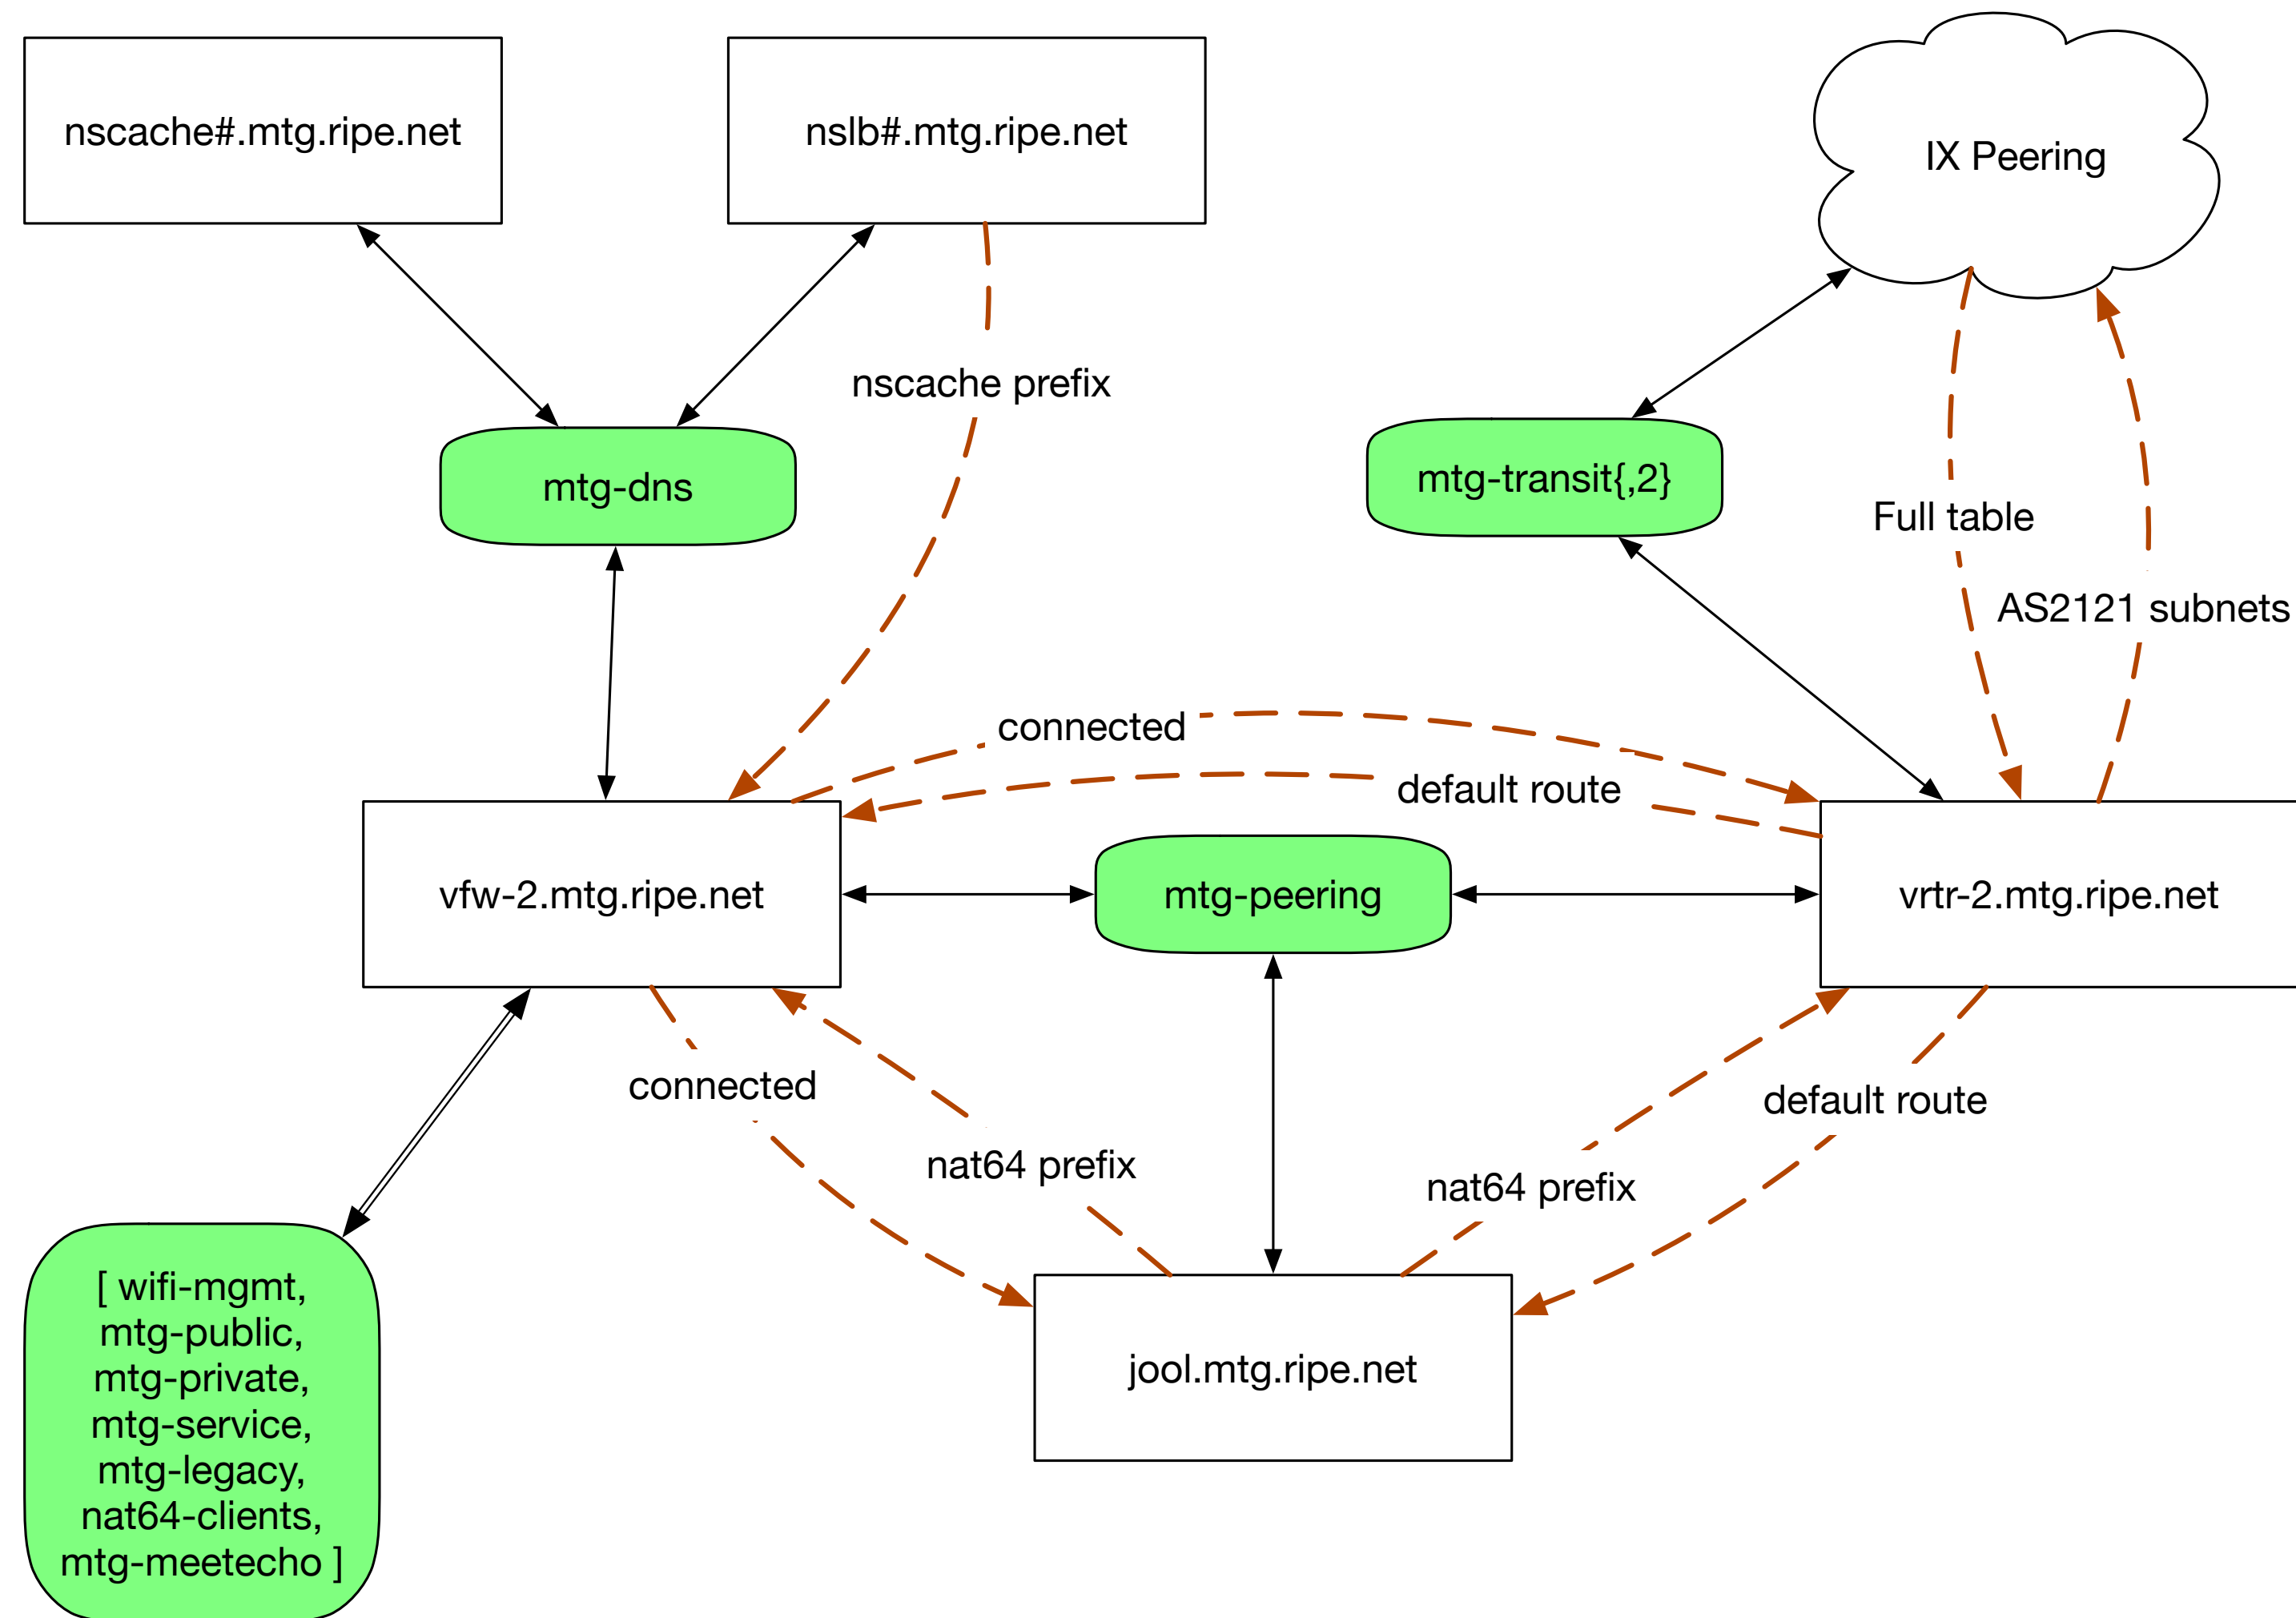 nscache#.mtg.ripe.net
nslb#.mtg.ripe.net
IX Peering
nscache prefix
mtg-dns
mtg-transit{,2}
Full table
AS2121 subnets
connected
default route
vfw-2.mtg.ripe.net
mtg-peering
vrtr-2.mtg.ripe.net
connected
default route
nat64 prefix
nat64 prefix
[ wifi-mgmt,
mtg-public,
mtg-private,
mtg-service,
mtg-legacy,
nat64-clients,
mtg-meetecho ]
jool.mtg.ripe.net